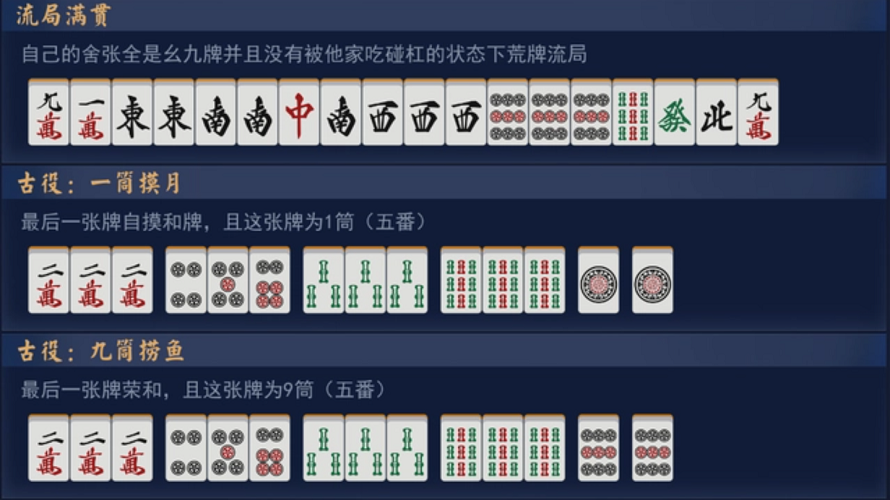 流局满贯
自己的舍张全是幺九牌并且没有被他家吃碰杠的状态下荒牌流局
九萬 一萬 東 東 南 南 中 南 西 西 西 發 北 九萬
古役：一筒摸月
最后一张牌自摸和牌，且这张牌为1筒（五番）
二萬 二萬 二萬
古役：九筒捞鱼
最后一张牌荣和，且这张牌为9筒（五番）
二萬 二萬 二萬